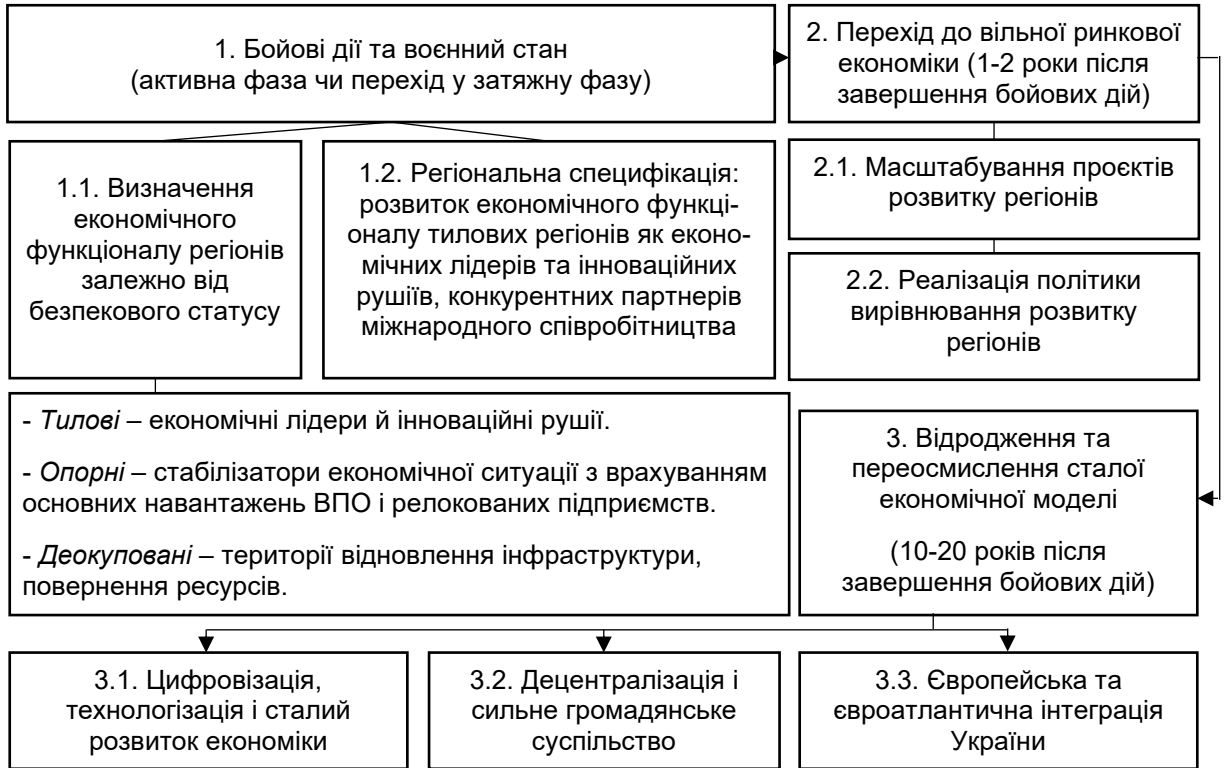 1. Бойові дії та воєнний стан
(активна фаза чи перехід у затяжну фазу)
2. Перехід до вільної ринкової
економіки (1-2 роки після
завершення бойових дій)
1.1. Визначення
економічного
функціоналу регіонів
залежно від
безпекового статусу
1.2. Регіональна специфікація:
розвиток економічного функці-
оналу тилових регіонів як еконо-
мічних лідерів та інноваційних
рушіїв, конкурентних партнерів
міжнародного співробітництва
2.1. Масштабування проєктів
розвитку регіонів
2.2. Реалізація політики
вирівнювання розвитку
регіонів
- Тилові – економічні лідери й інноваційні рушії.
- Опорні – стабілізатори економічної ситуації з врахуванням
основних навантажень ВПО і релокованих підприємств.
- Деокуповані – території відновлення інфраструктури,
повернення ресурсів.
3. Відродження та
переосмислення сталої
економічної моделі
(10-20 років після
завершення бойових дій)
3.1. Цифровізація,
технологізація і сталий
розвиток економіки
3.2. Децентралізація і
сильне громадянське
суспільство
3.3. Європейська та
євроатлантична інтеграція
України